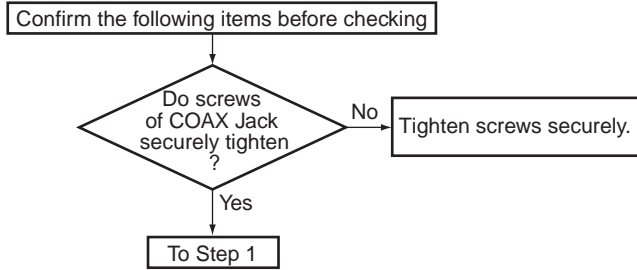 Confirm the following items before checking
Do screws
of COAX Jack
securely tighten
?
No
Tighten screws securely.
Yes
To Step 1